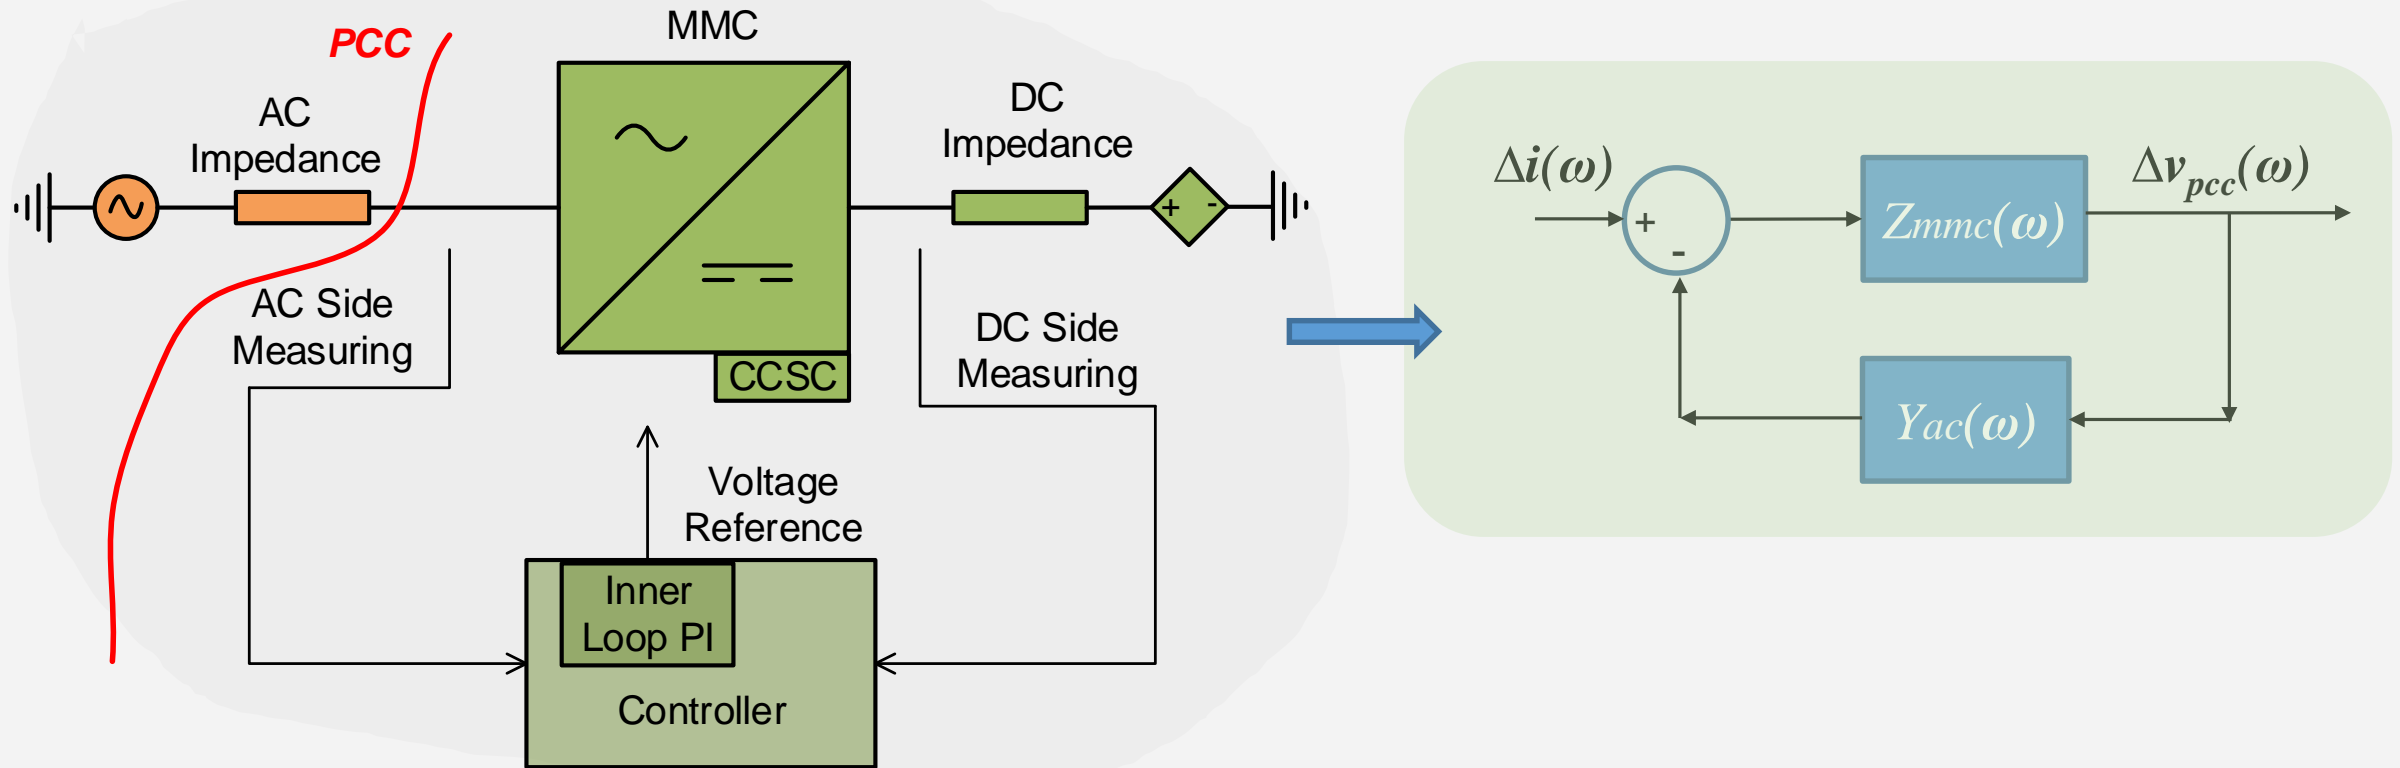 MMC
PCC
AC
Impedance
DC
Impedance
+ -
AC Side
Measuring
DC Side
Measuring
CCSC
Voltage
Reference
Inner
Loop PI
Controller
Δi(ω)
+
-
Zmmc(ω)
Δvpcc(ω)
Yac(ω)